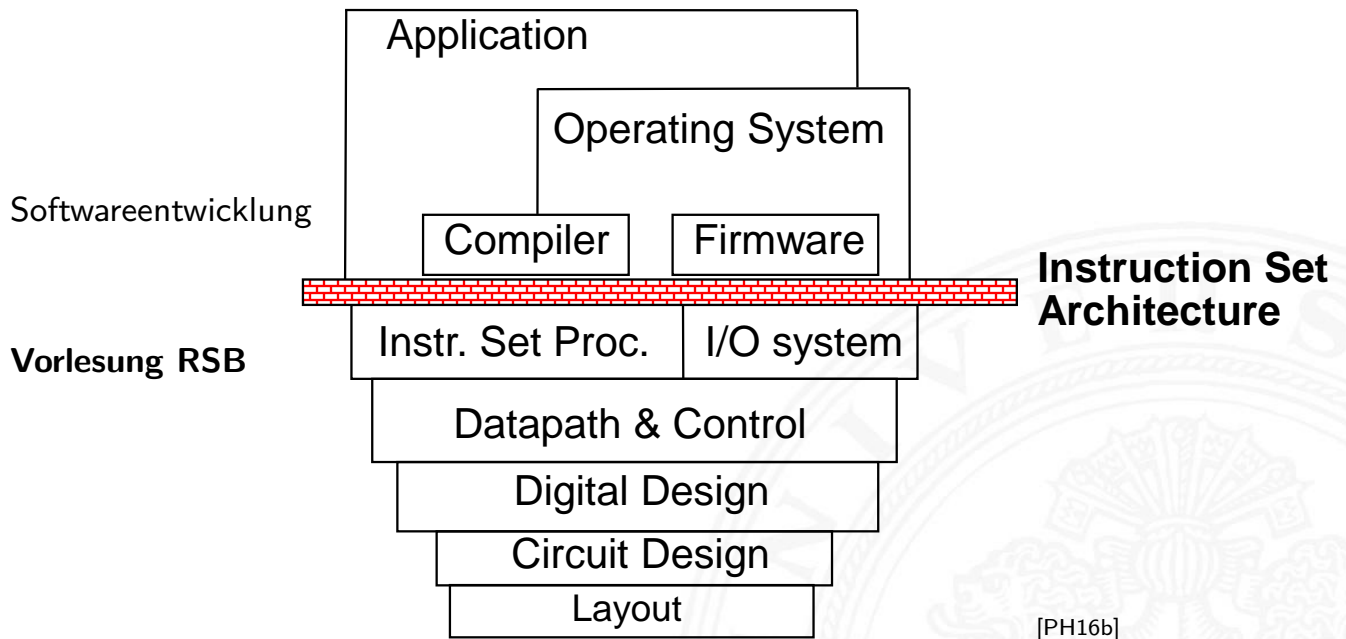 Application
Operating System
Softwareentwicklung
Compiler
Firmware
Instruction Set
Architecture
Instr. Set Proc.
I/O system
Vorlesung RSB
Datapath & Control
Digital Design
Circuit Design
Layout
[PH16b]